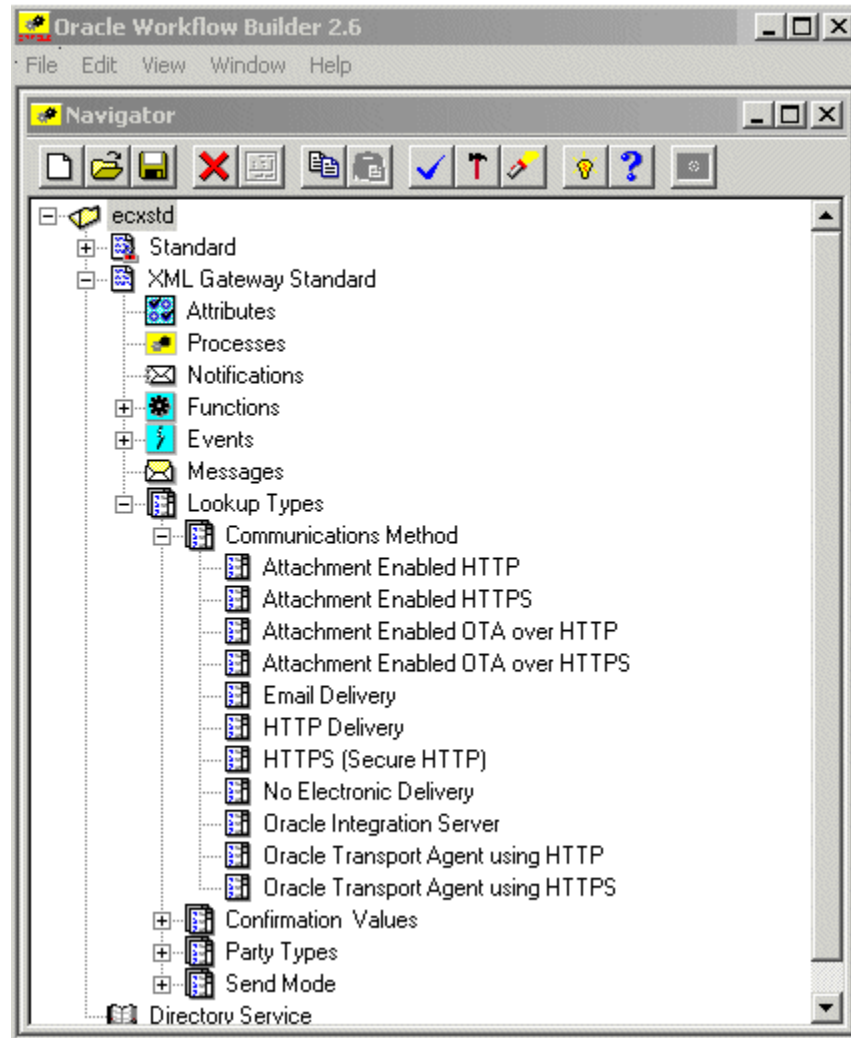 Oracle Workflow Builder 2.6
File Edit View Window Help
Navigator
ecxstd
Standard
XML Gateway Standard
Attributes
Processes
Notifications
Functions
Events
Messages
Lookup Types
Communications Method
Attachment Enabled HTTP
Attachment Enabled HTTPS
Attachment Enabled OTA over HTTP
Attachment Enabled OTA over HTTPS
Email Delivery
HTTP Delivery
HTTPS (Secure HTTP)
No Electronic Delivery
Oracle Integration Server
Oracle Transport Agent using HTTP
Oracle Transport Agent using HTTPS
Confirmation Values
Party Types
Send Mode
Directory Service